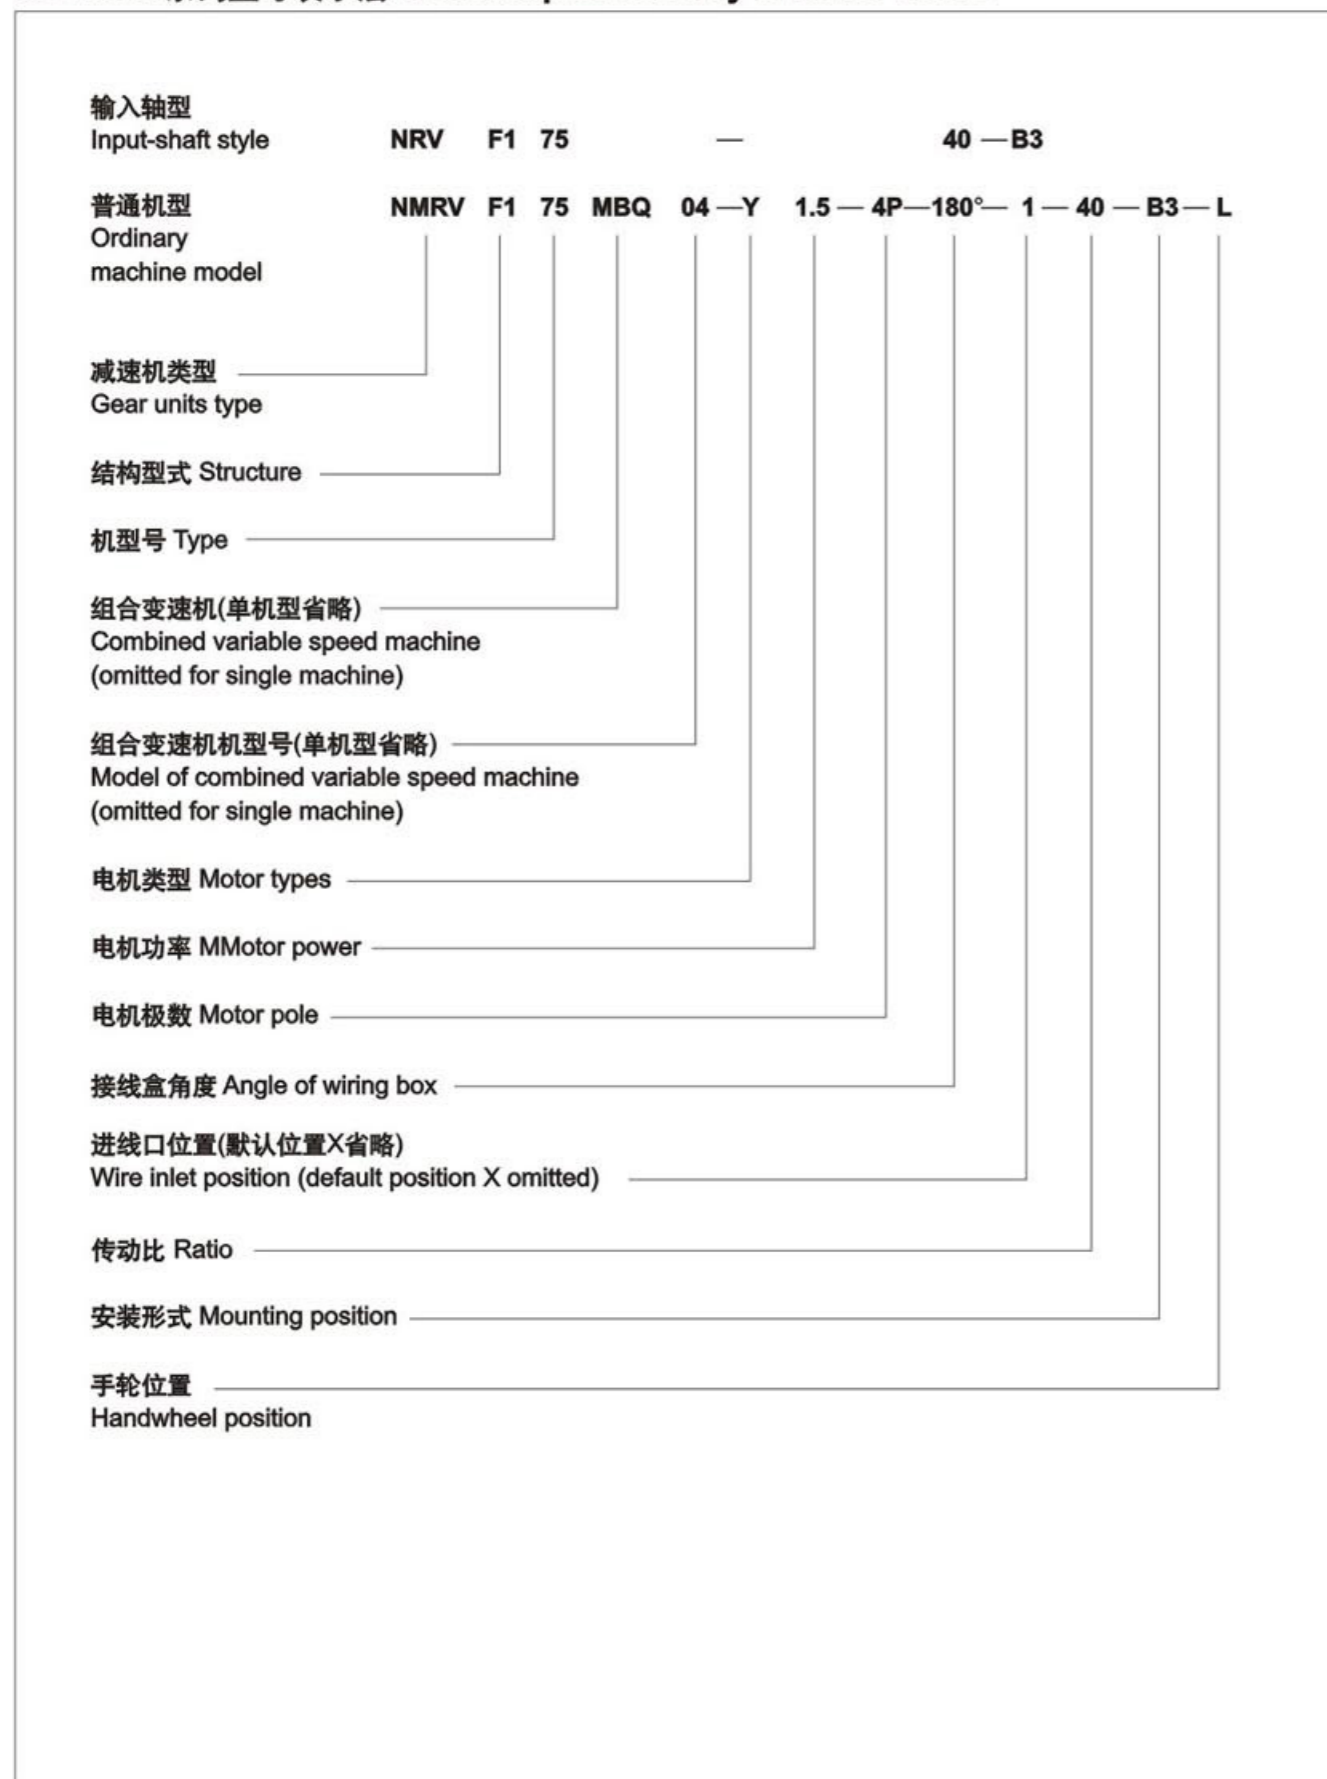 输入轴型
Input-shaft style NRV F1 75 — 40 — B3
普通机型 NMRV F1 75 MBQ 04 —Y 1.5 — 4P—180°— 1 — 40 — B3— L
Ordinary
machine model
减速机类型
Gear units type
结构型式 Structure
机型号 Type
组合变速机(单机型省略)
Combined variable speed machine
(omitted for single machine)
组合变速机机型号(单机型省略)
Model of combined variable speed machine
(omitted for single machine)
电机类型 Motor types
电机功率 MMotor power
电机极数 Motor pole
接线盒角度 Angle of wiring box
进线口位置(默认位置X省略)
Wire inlet position (default position X omitted)
传动比 Ratio
安装形式 Mounting position
手轮位置
Handwheel position